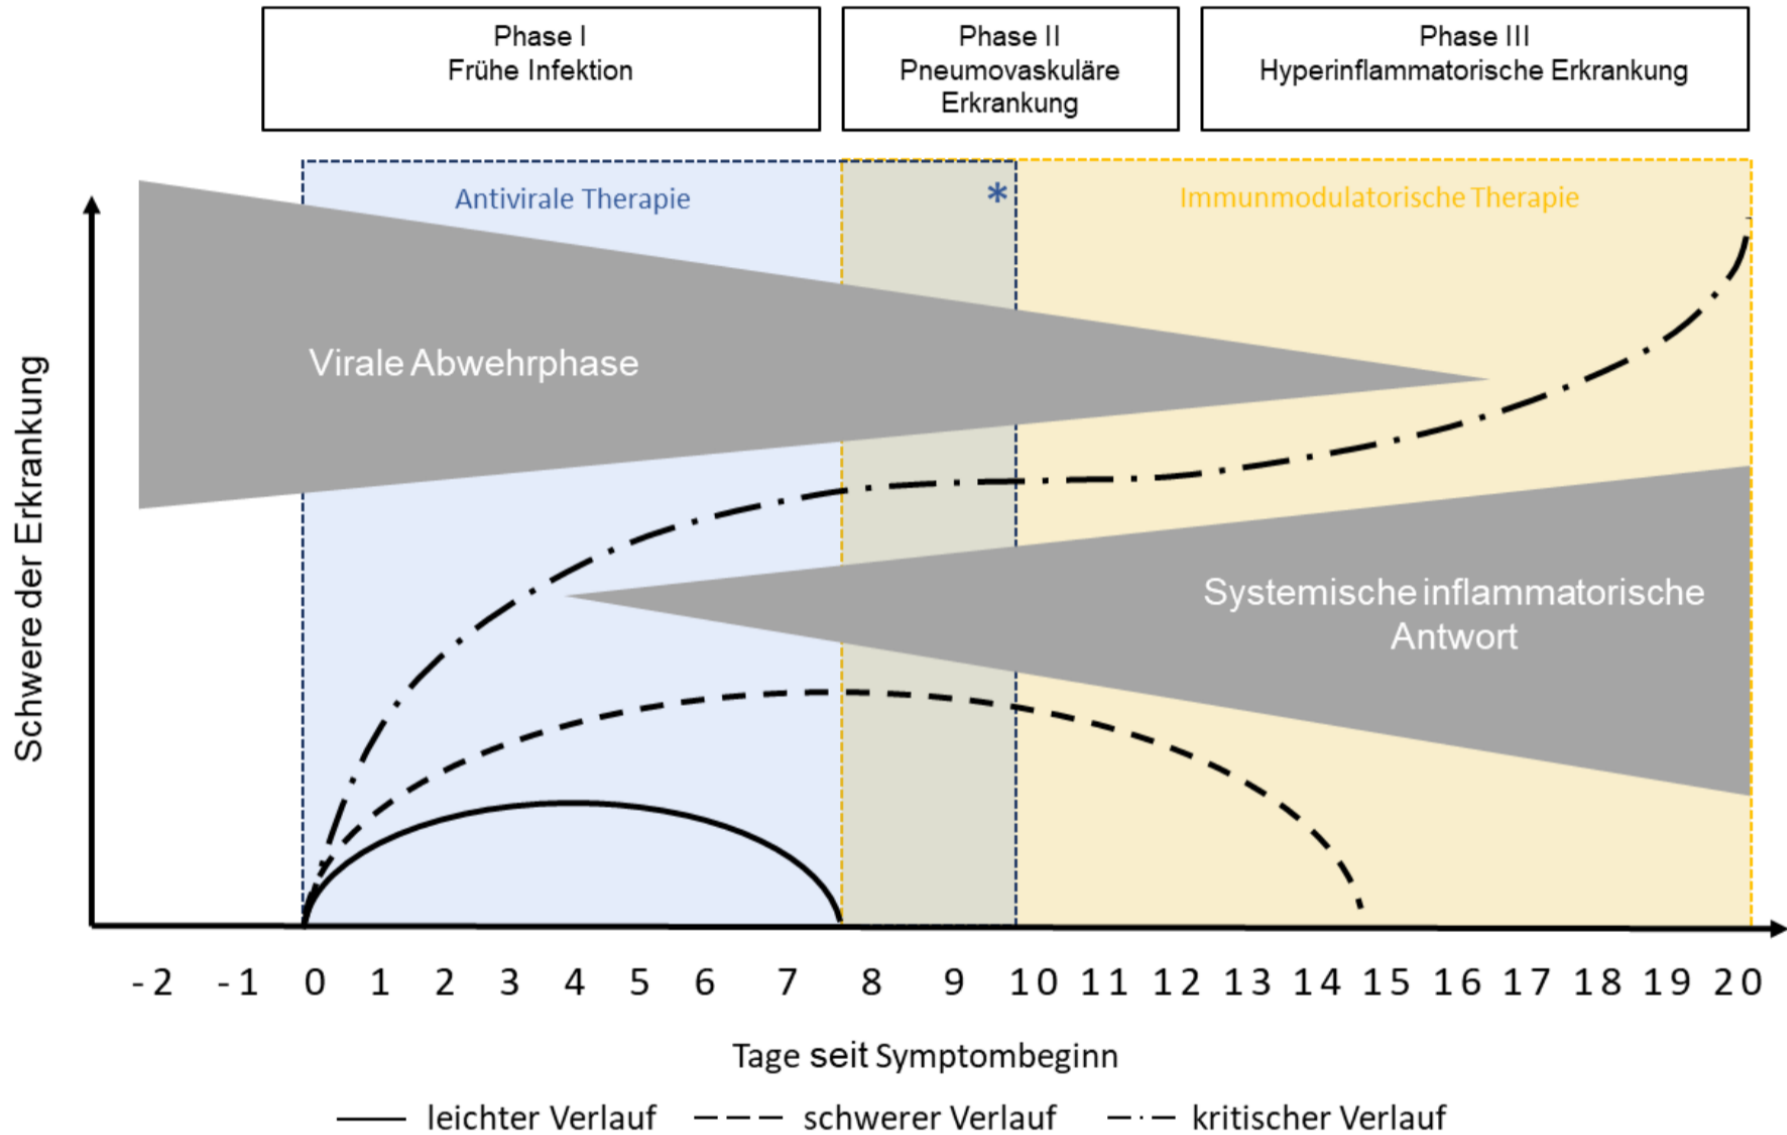 Phase I
Frühe Infektion
Phase II
Pneumovaskuläre
Erkrankung
Phase III
Hyperinflammatorische Erkrankung
Antivirale Therapie
*
Immunmodulatorische Therapie
Virale Abwehrphase
Systemische inflammatorische
Antwort
Schwere der Erkrankung
-2 -1 0 1 2 3 4 5 6 7 8 9 10 11 12 13 14 15 16 17 18 19 20
Tage seit Symptombeginn
leichter Verlauf schwerer Verlauf kritischer Verlauf